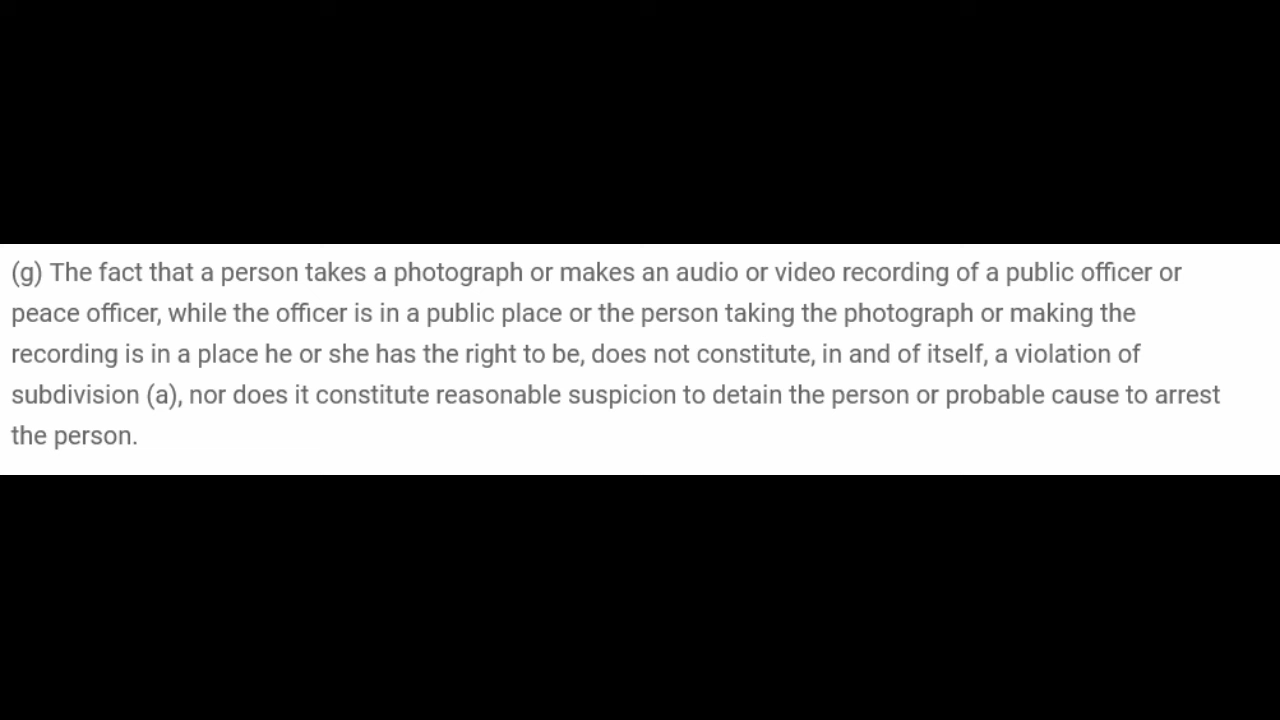 (g) The fact that a person takes a photograph or makes an audio or video recording of a public officer or
peace officer, while the officer is in a public place or the person taking the photograph or making the
recording is in a place he or she has the right to be, does not constitute, in and of itself, a violation of
subdivision (a), nor does it constitute reasonable suspicion to detain the person or probable cause to arrest
the person.